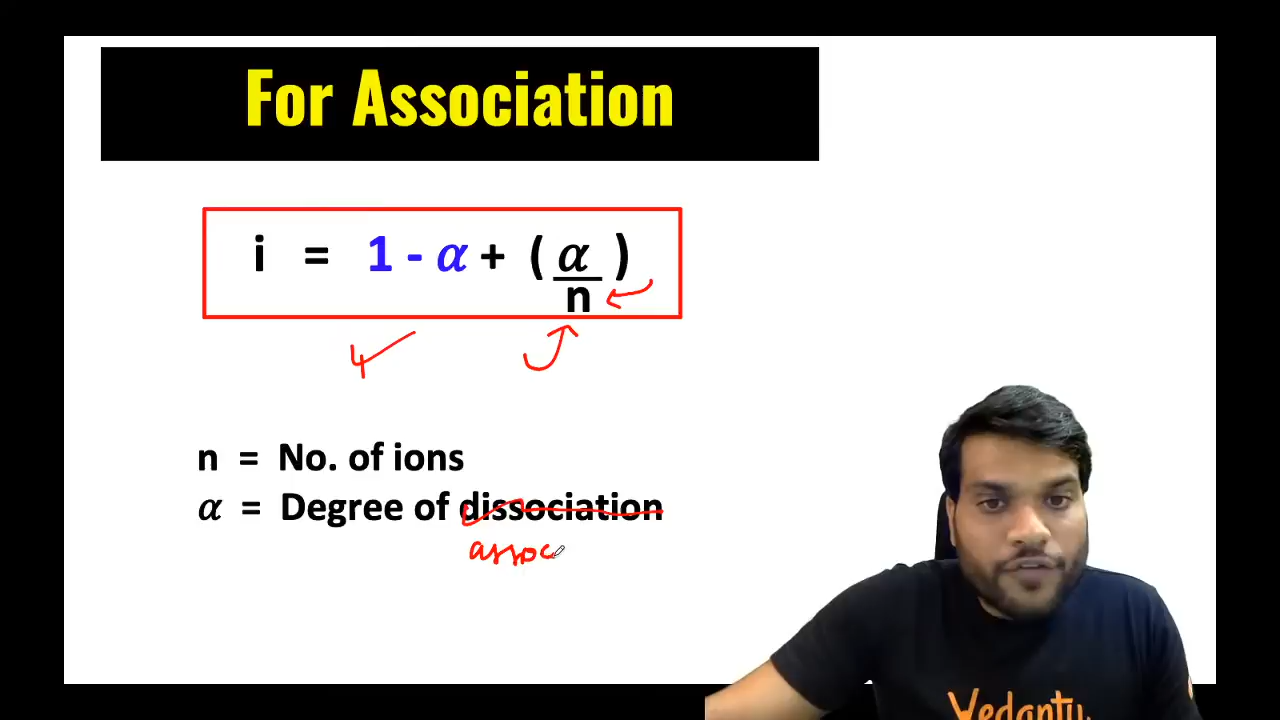 For Association
i = 1 - α + ( α/n )
n = No. of ions
α = Degree of dissociation
assoc
Vedantu